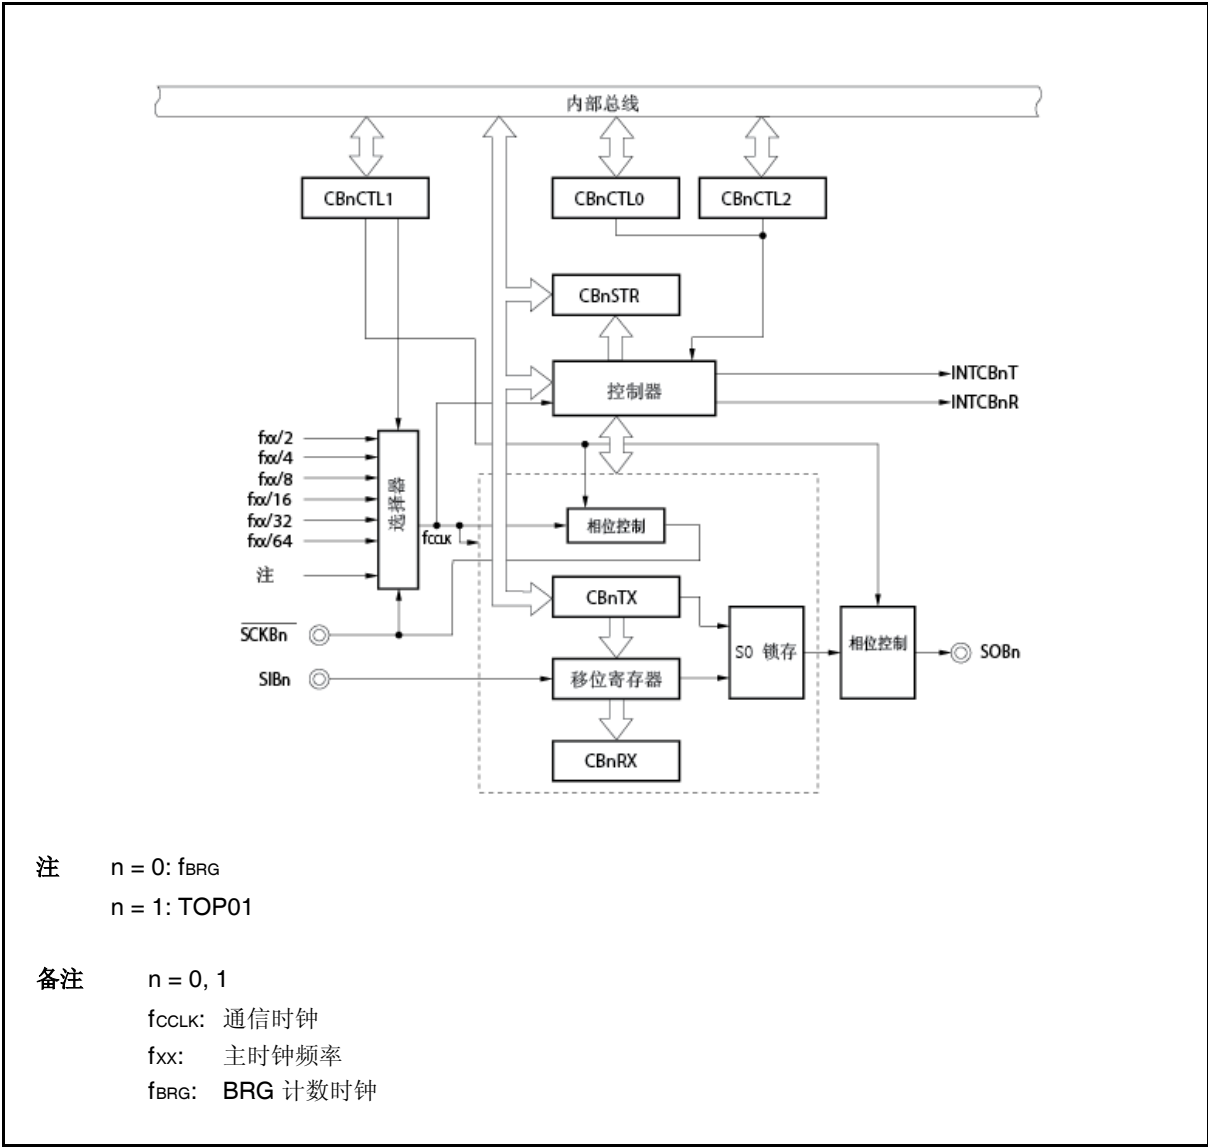 内部总线
CBnCTL1
CBnCTL0
CBnCTL2
CBnSTR
控制器
INTCBnT
INTCBnR
fxx/2
fxx/4
fxx/8
fxx/16
fxx/32
fxx/64
注
选择器
fCCLK
相位控制
CBnTX
SCKBn
S0 锁存
相位控制
SOBn
SIBn
移位寄存器
CBnRX
注 n = 0: fBRG
n = 1: TOP01
备注 n = 0, 1
fCCLK: 通信时钟
fXX: 主时钟频率
fBRG: BRG 计数时钟